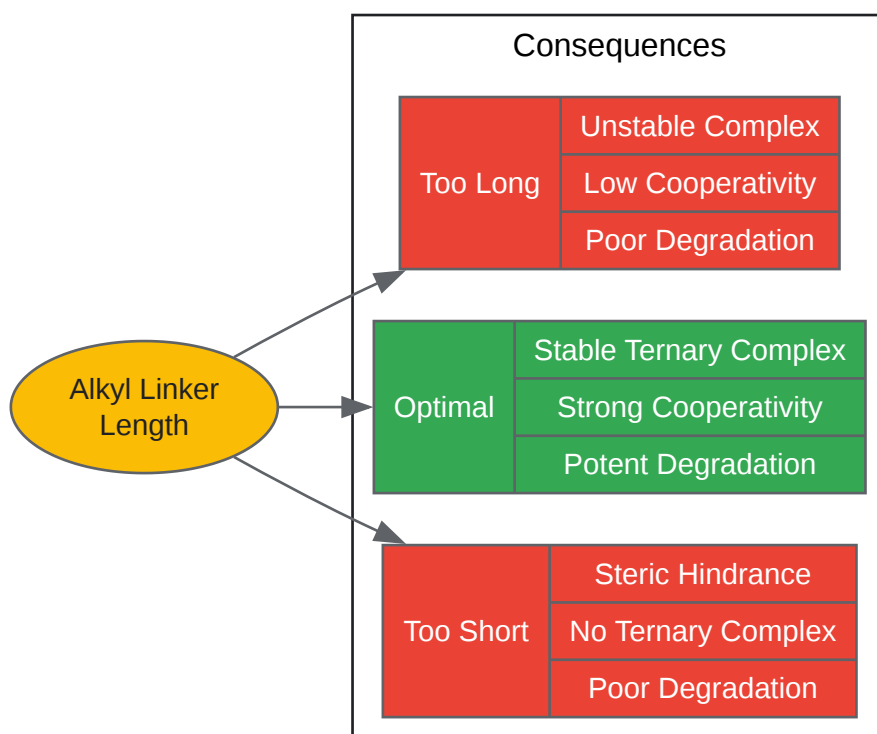 Consequences
Too Long
Unstable Complex
Low Cooperativity
Poor Degradation
Alkyl Linker
Length
Optimal
Stable Ternary Complex
Strong Cooperativity
Potent Degradation
Too Short
Steric Hindrance
No Ternary Complex
Poor Degradation